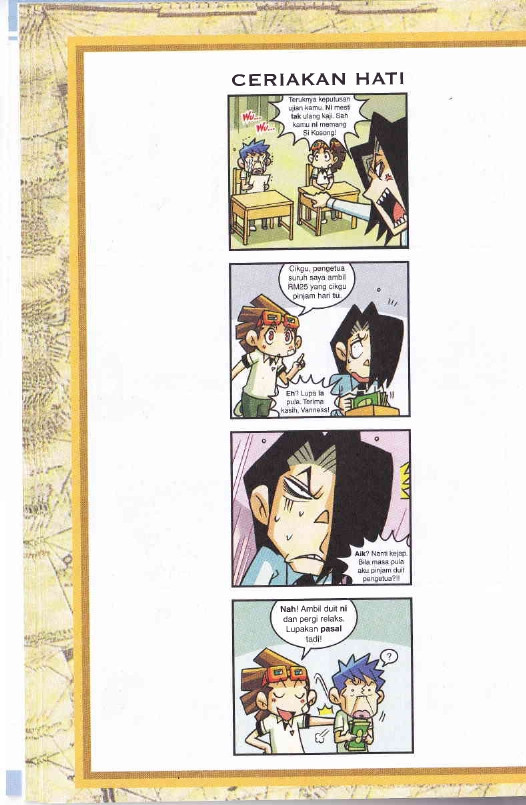 CERIAKAN HATI
Teruknya keputusan
ujian kamu. Ni mesti
tak ulang kaji. Sah
kamu ni memang
Si Kosong!
Wu...
Wu...
Cikgu, pengetua
suruh saya ambil
RM25 yang cikgu
pinjam hari tu.
Eh? Lupa la
pula. Terima
kasih, Vanness!
Aik? Nanti kejap.
Bila masa pula
aku pinjam duit
pengetua?!!
Nah! Ambil duit ni
dan pergi relaks.
Lupakan pasal
tadi!
?